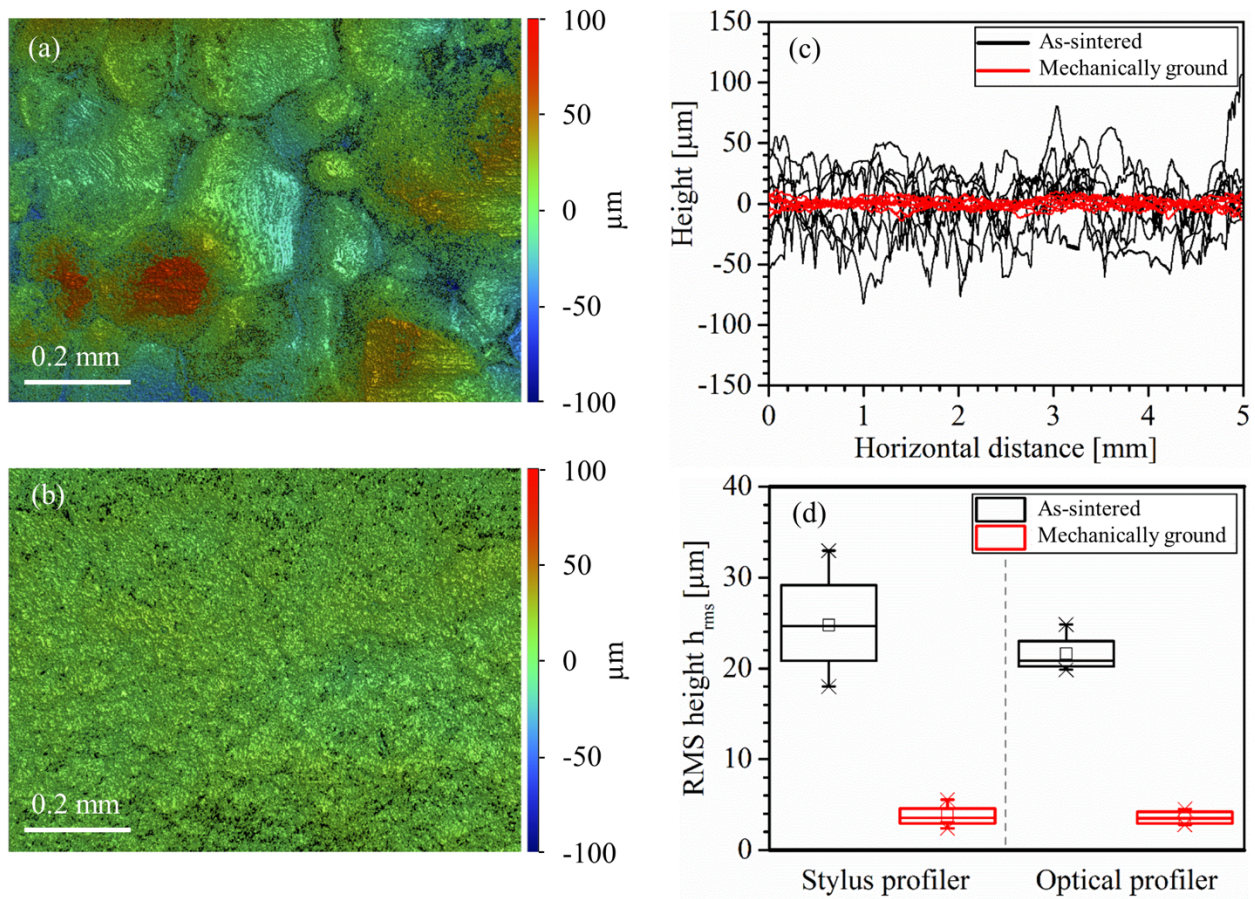 (a)
100
50
0
-50
-100
μm
0.2 mm
(b)
100
50
0
-50
-100
μm
0.2 mm
(c)
As-sintered
Mechanically ground
150
100
50
0
-50
-100
-150
Height [μm]
0 1 2 3 4 5
Horizontal distance [mm]
(d)
As-sintered
Mechanically ground
40
30
20
10
0
RMS height hrms [μm]
Stylus profiler Optical profiler